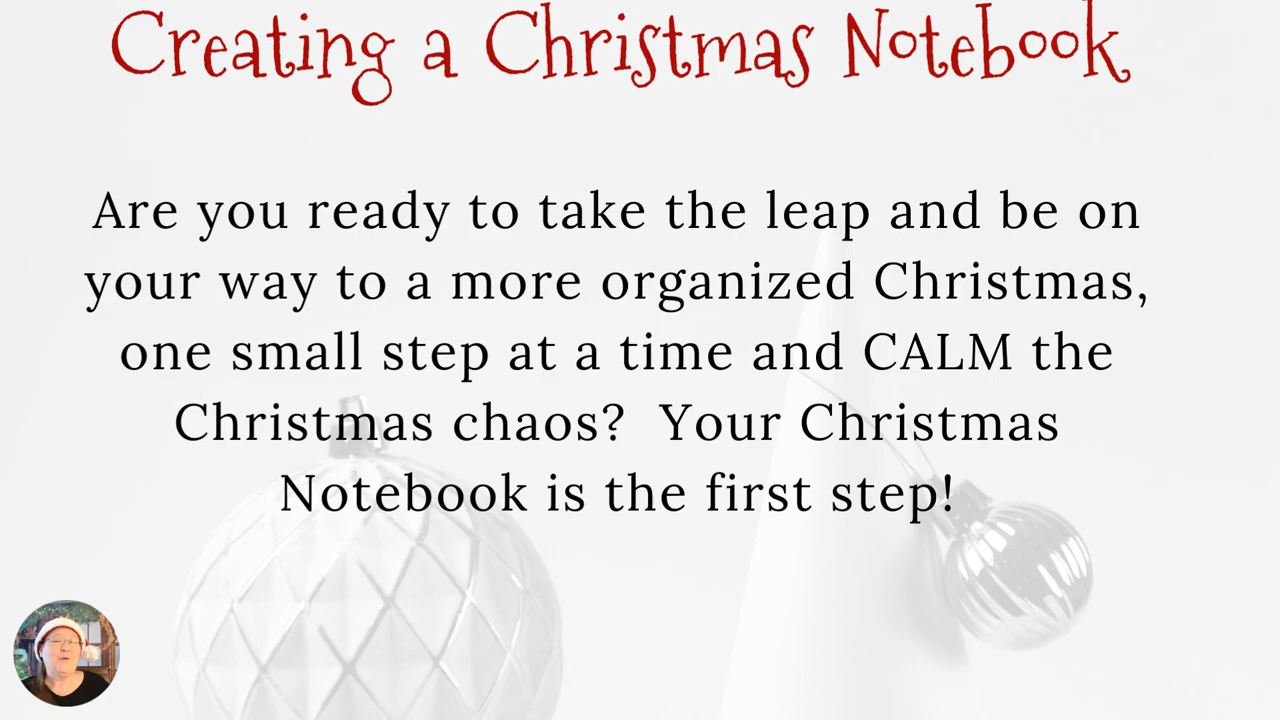 Creating a Christmas Notebook
Are you ready to take the leap and be on
your way to a more organized Christmas,
one small step at a time and CALM the
Christmas chaos? Your Christmas
Notebook is the first step!